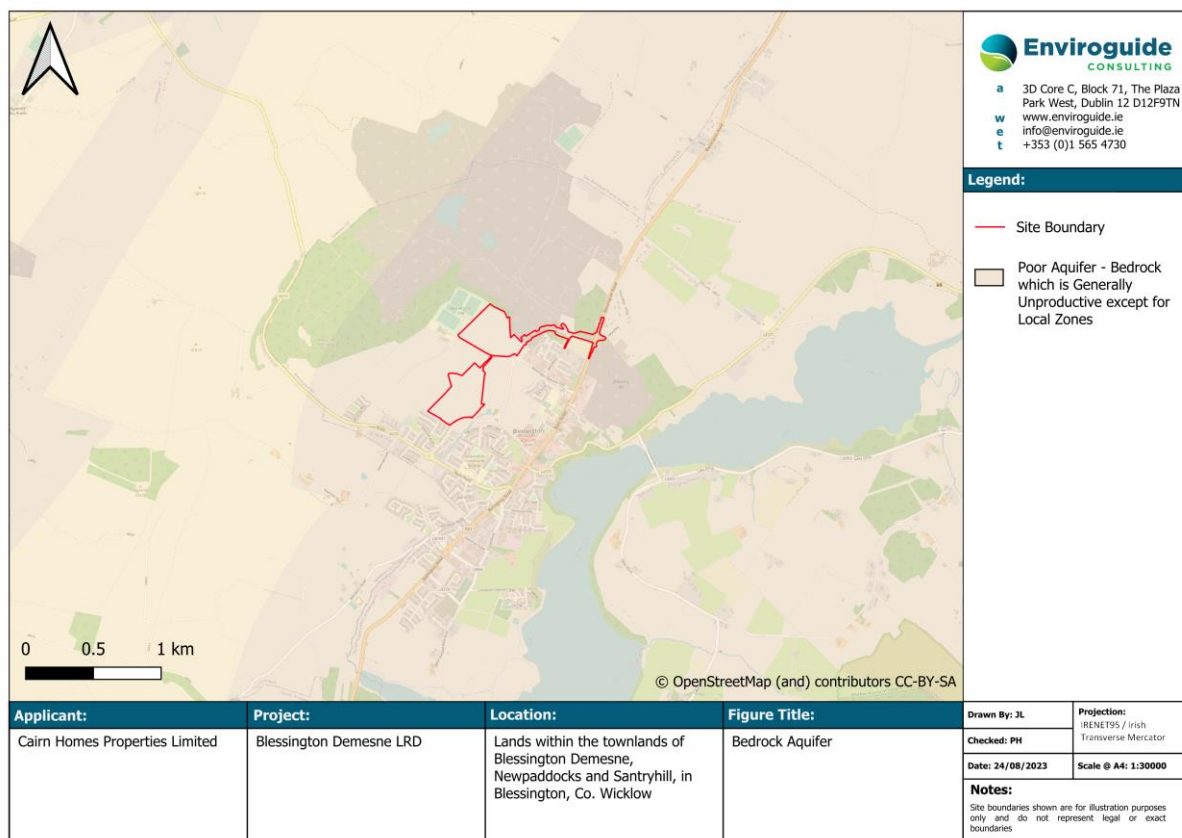 Enviroguide
CONSULTING
a 3D Core C, Block 71, The Plaza
Park West, Dublin 12 D12F9TN
w www.enviroguide.ie
e info@enviroguide.ie
t +353 (0)1 565 4730
Legend:
Site Boundary
Poor Aquifer - Bedrock
which is Generally
Unproductive except for
Local Zones
Blessington
0 0.5 1 km
© OpenStreetMap (and) contributors CC-BY-SA
Applicant:
Cairn Homes Properties Limited
Project:
Blessington Demesne LRD
Location:
Lands within the townlands of
Blessington Demesne,
Newpaddocks and Santryhill, in
Blessington, Co. Wicklow
Figure Title:
Bedrock Aquifer
Drawn By: JL
Checked: PH
Date: 24/08/2023
Projection:
IRENET95 / Irish
Transverse Mercator
Scale @ A4: 1:30000
Notes:
Site boundaries shown are for illustration purposes
only and do not represent legal or exact
boundaries